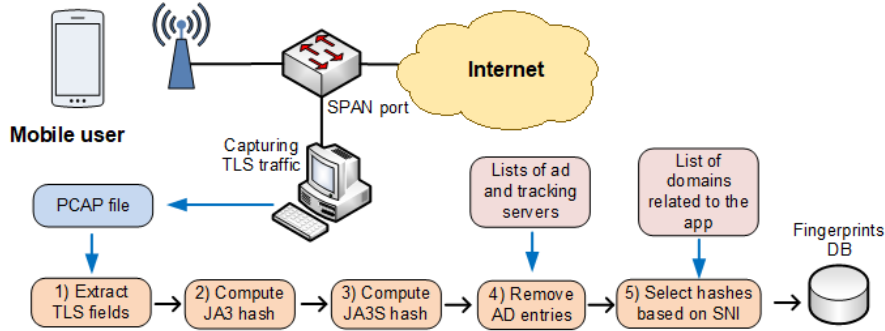 Internet
SPAN port
Mobile user
Capturing
TLS traffic
PCAP file
Lists of ad
and tracking
servers
List of
domains
related to the
app
Fingerprints
DB
1) Extract
TLS fields
2) Compute
JA3 hash
3) Compute
JA3S hash
4) Remove
AD entries
5) Select hashes
based on SNI